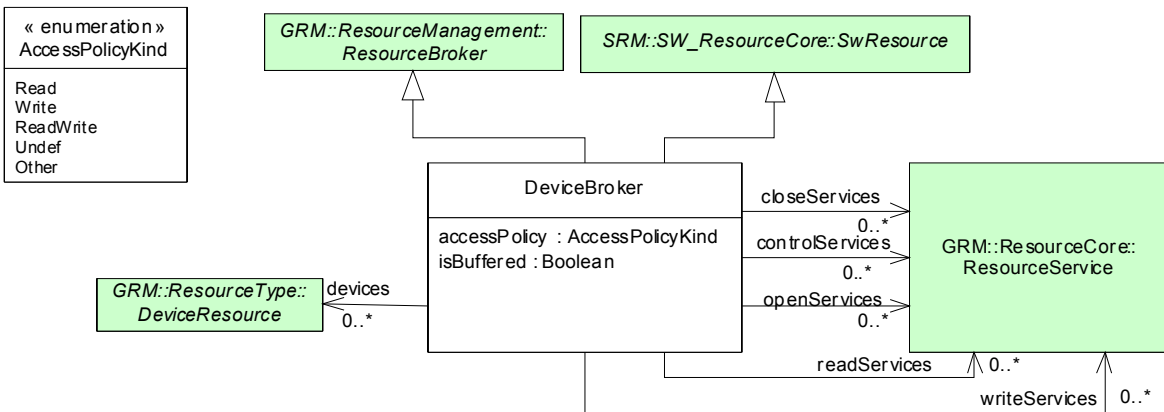 « enumeration »
AccessPolicyKind
Read
Write
ReadWrite
Undef
Other
GRM::ResourceManagement::
ResourceBroker
SRM::SW_ResourceCore::SwResource
DeviceBroker
accessPolicy : AccessPolicyKind
isBuffered : Boolean
closeServices
0..*
controlServices
0..*
openServices
0..*
GRM::ResourceCore::
ResourceService
GRM::ResourceType::
DeviceResource
devices
0..*
readServices
0..*
writeServices
0..*